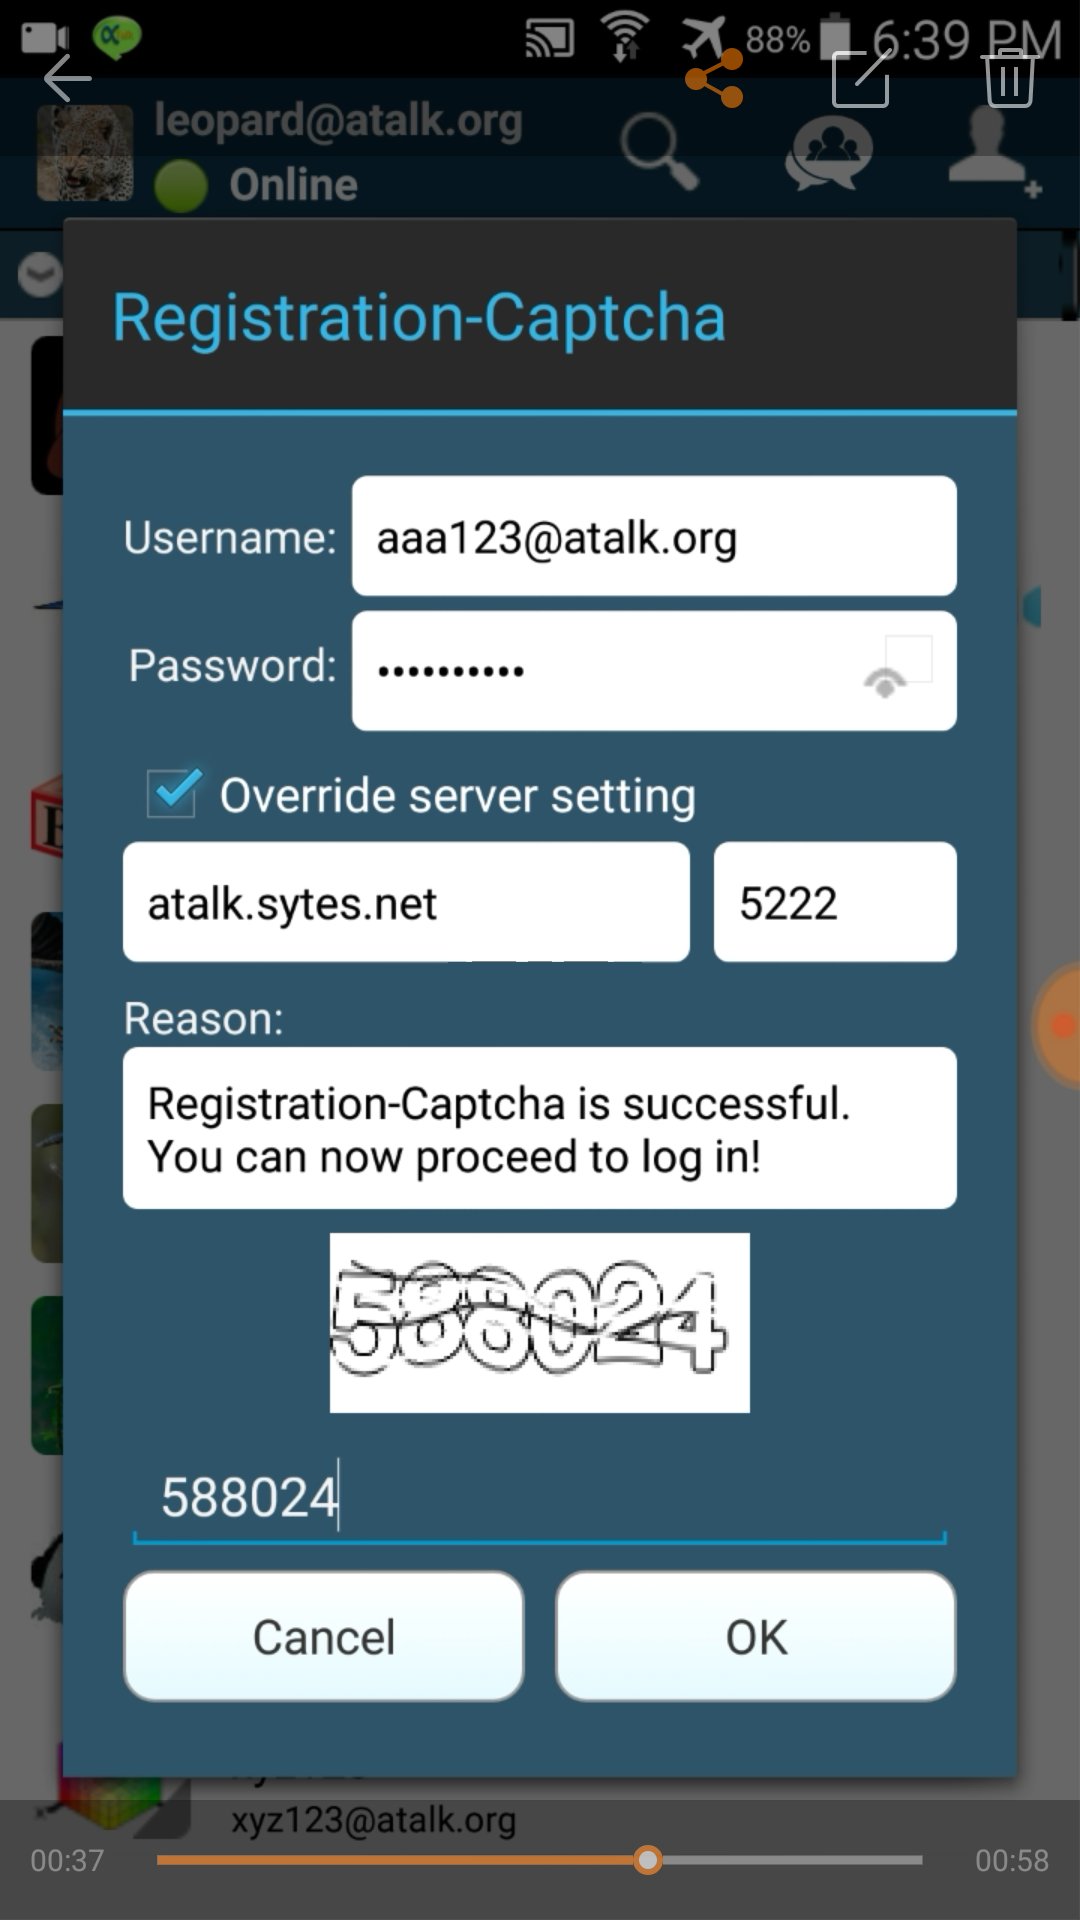 88% 6:39 PM
leopard@atalk.org
Online
Registration-Captcha
Username: aaa123@atalk.org
Password: ••••••••••
Override server setting
atalk.sytes.net 5222
Reason:
Registration-Captcha is successful.
You can now proceed to log in!
588024
588024
Cancel OK
xyz123@atalk.org
00:37 00:58